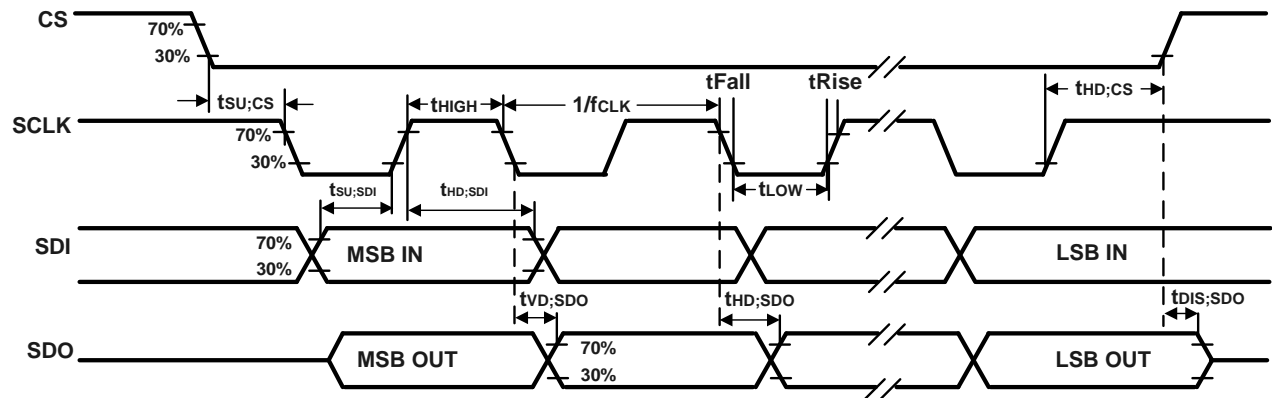 CS
70%
30%
tFall
tRise
tSU;CS
tHIGH
1/fCLK
tHD;CS
SCLK
70%
30%
tSU;SDI
tHD;SDI
tLOW
SDI
70%
30%
MSB IN
LSB IN
tVD;SDO
tHD;SDO
tDIS;SDO
SDO
MSB OUT
70%
30%
LSB OUT